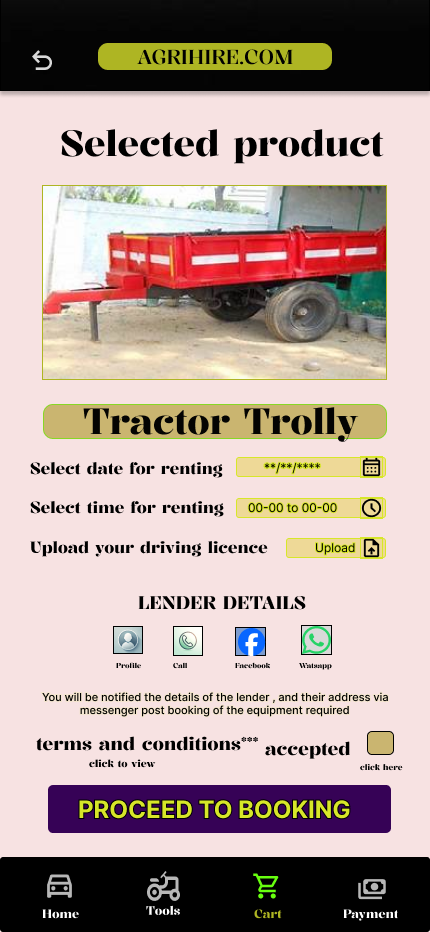 AGRIHIRE.COM
Selected product
Tractor Trolly
Select date for renting **/**/****
Select time for renting 00-00 to 00-00
Upload your driving licence Upload
LENDER DETAILS
Profile Call Facebook Watsapp
You will be notified the details of the lender , and their address via
messenger post booking of the equipment required
terms and conditions*** accepted
click to view click here
PROCEED TO BOOKING
Home Tools Cart Payment